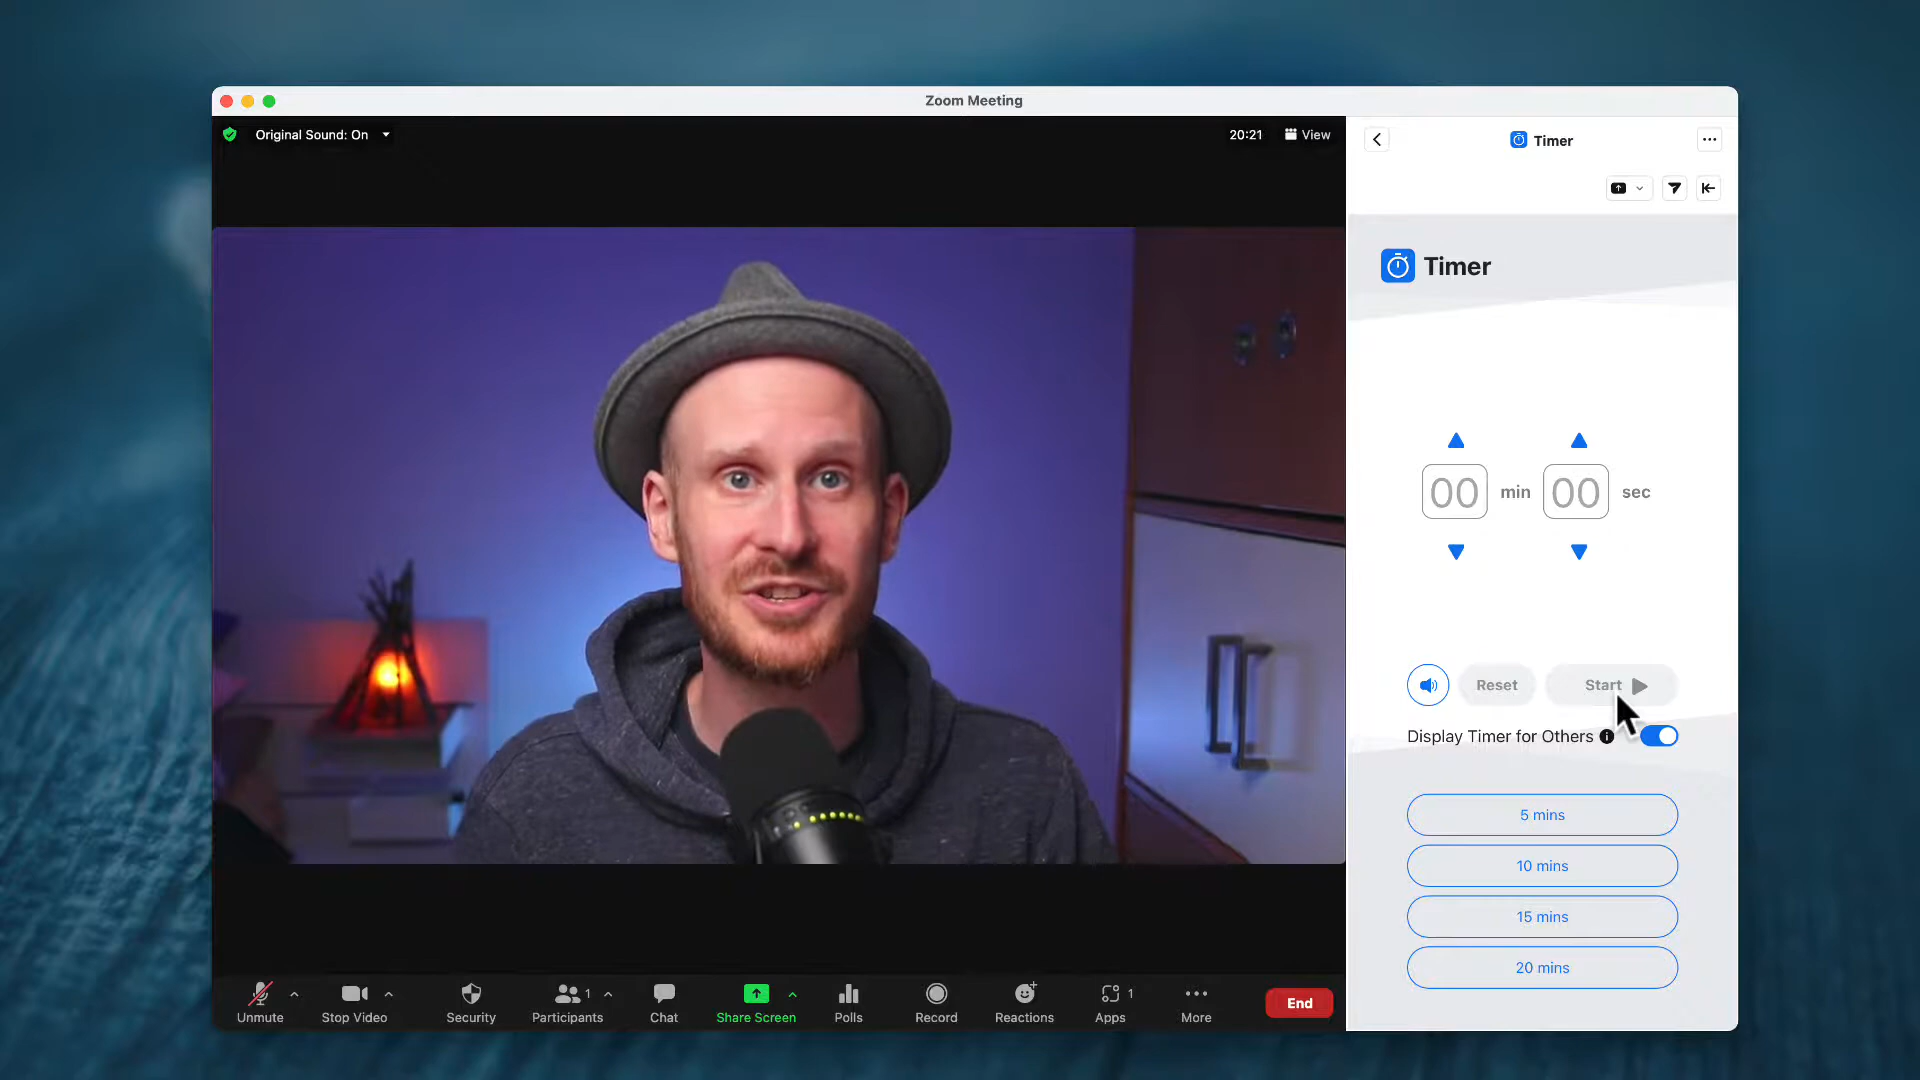 Zoom Meeting
Original Sound: On
20:21
View
Timer
Timer
00 min 00 sec
Reset
Start
Display Timer for Others
5 mins
10 mins
15 mins
20 mins
Unmute
Stop Video
Security
1
Participants
Chat
Share Screen
Polls
Record
Reactions
1
Apps
More
End